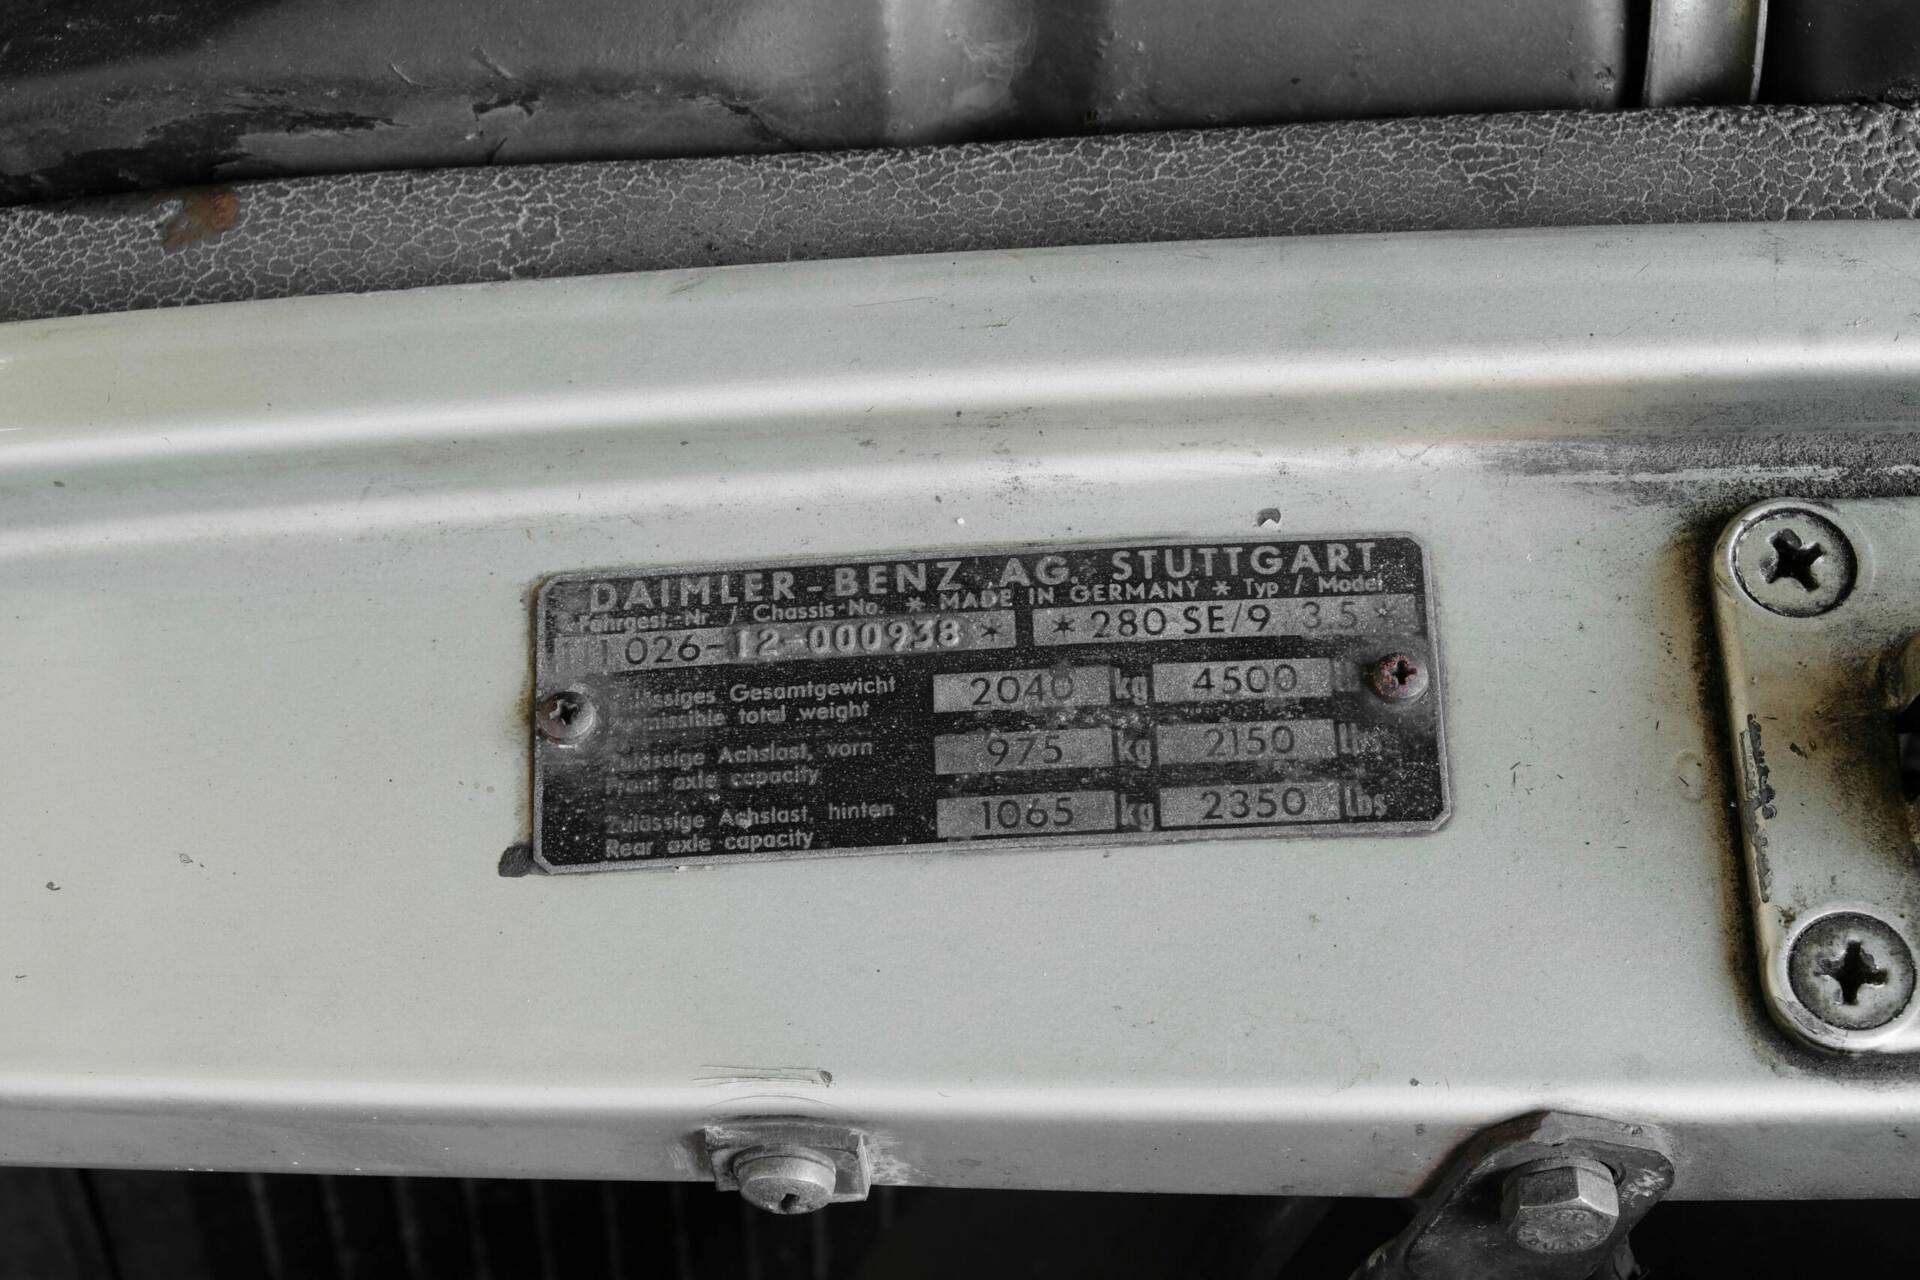 DAIMLER-BENZ AG. STUTTGART
Fahrgest.-Nr. / Chassis-No. * MADE IN GERMANY * Typ / Model
026-12-000938 * * 280 SE/9 3.5 *
Gesamtgewicht 2040 kg 4500
total weight
Achslast, vorn 975 kg 2150 Lbs
Front axle capacity
Zulässige Achslast, hinten 1065 kg 2350 Lbs
Rear axle capacity